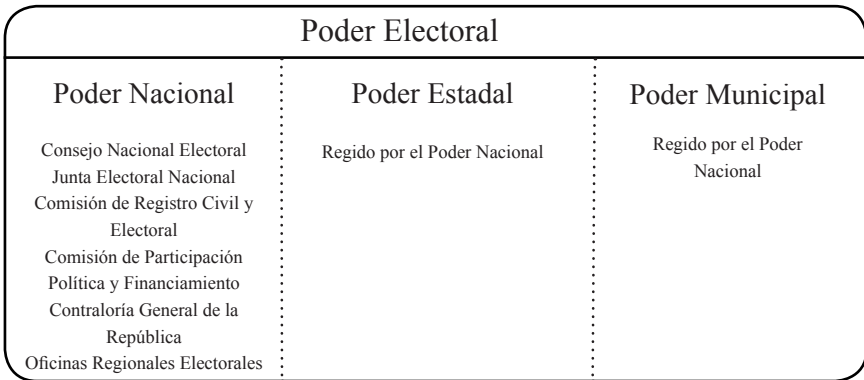 Poder Electoral
Poder Nacional
Consejo Nacional Electoral
Junta Electoral Nacional
Comisión de Registro Civil y
Electoral
Comisión de Participación
Política y Financiamiento
Contraloría General de la
República
Oficinas Regionales Electorales
Poder Estadal
Regido por el Poder Nacional
Poder Municipal
Regido por el Poder
Nacional